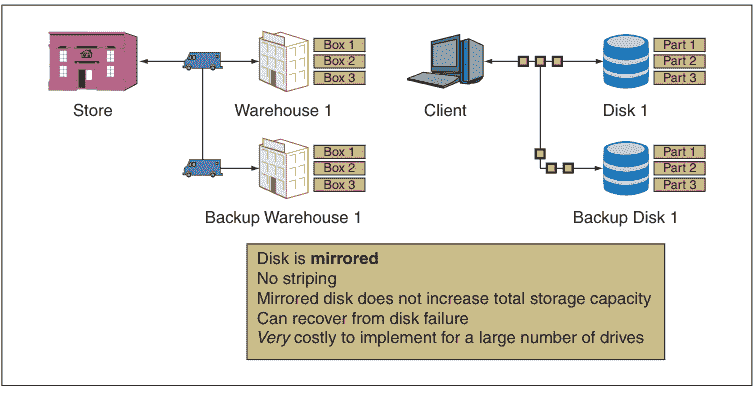 Box 1
Box 2
Box 3
Part 1
Part 2
Part 3
Store
Warehouse 1
Client
Disk 1
Box 1
Box 2
Box 3
Part 1
Part 2
Part 3
Backup Warehouse 1
Backup Disk 1
Disk is mirrored
No striping
Mirrored disk does not increase total storage capacity
Can recover from disk failure
Very costly to implement for a large number of drives